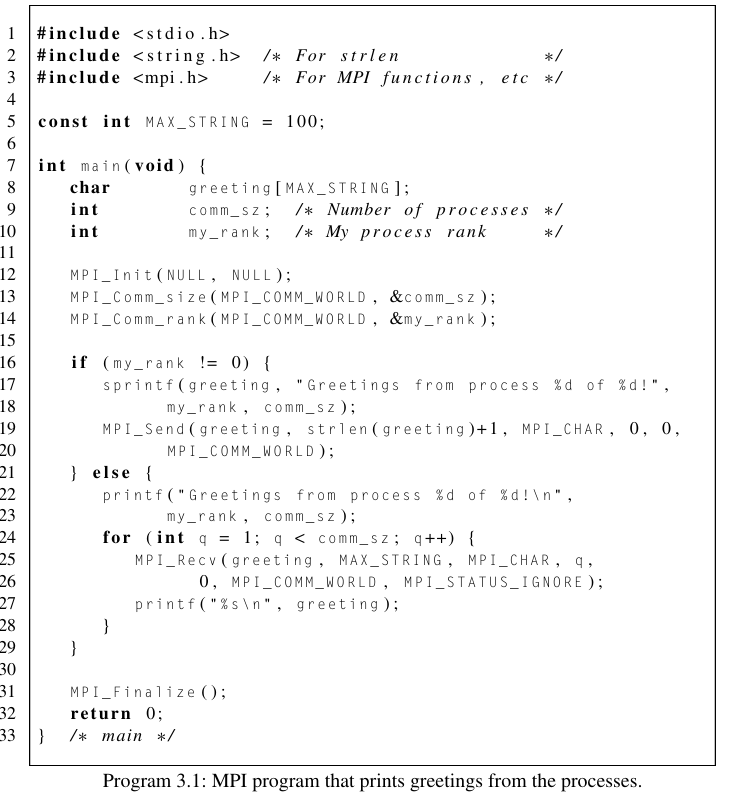 1 #include <stdio.h>
2 #include <string.h> /* For strlen */
3 #include <mpi.h> /* For MPI functions, etc */
4
5 const int MAX_STRING = 100;
6
7 int main(void) {
8 char greeting[MAX_STRING];
9 int comm_sz; /* Number of processes */
10 int my_rank; /* My process rank */
11
12 MPI_Init(NULL, NULL);
13 MPI_Comm_size(MPI_COMM_WORLD, &comm_sz);
14 MPI_Comm_rank(MPI_COMM_WORLD, &my_rank);
15
16 if (my_rank != 0) {
17 sprintf(greeting, "Greetings from process %d of %d!",
18 my_rank, comm_sz);
19 MPI_Send(greeting, strlen(greeting)+1, MPI_CHAR, 0, 0,
20 MPI_COMM_WORLD);
21 } else {
22 printf("Greetings from process %d of %d!\n",
23 my_rank, comm_sz);
24 for (int q = 1; q < comm_sz; q++) {
25 MPI_Recv(greeting, MAX_STRING, MPI_CHAR, q,
26 0, MPI_COMM_WORLD, MPI_STATUS_IGNORE);
27 printf("%s\n", greeting);
28 }
29 }
30
31 MPI_Finalize();
32 return 0;
33 } /* main */
Program 3.1: MPI program that prints greetings from the processes.